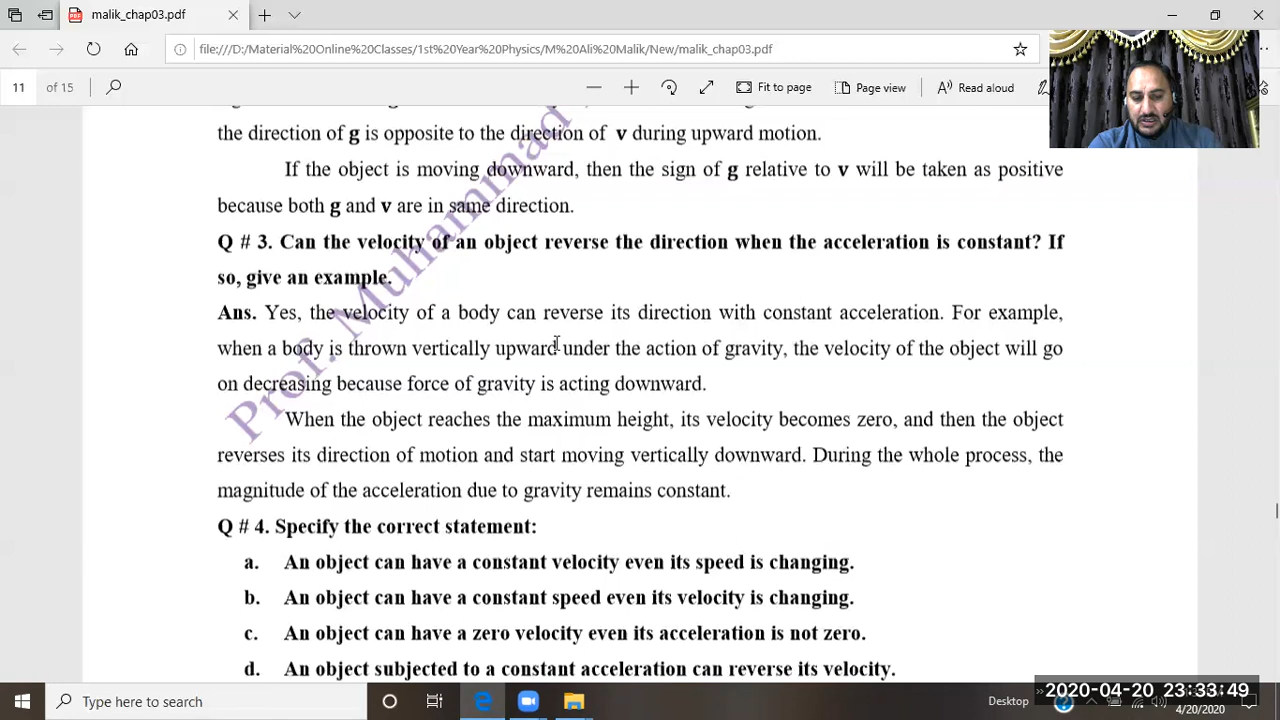 malik_chap03.pdf
file:///D:/Material%20Online%20Classes/1st%20Year%20Physics/M%20Ali%20Malik/New/malik_chap03.pdf
11 of 15
Fit to page
Page view
Read aloud
the direction of g is opposite to the direction of v during upward motion.
If the object is moving downward, then the sign of g relative to v will be taken as positive
because both g and v are in same direction.
Q # 3. Can the velocity of an object reverse the direction when the acceleration is constant? If
so, give an example.
Ans. Yes, the velocity of a body can reverse its direction with constant acceleration. For example,
when a body is thrown vertically upward under the action of gravity, the velocity of the object will go
on decreasing because force of gravity is acting downward.
When the object reaches the maximum height, its velocity becomes zero, and then the object
reverses its direction of motion and start moving vertically downward. During the whole process, the
magnitude of the acceleration due to gravity remains constant.
Q # 4. Specify the correct statement:
a. An object can have a constant velocity even its speed is changing.
b. An object can have a constant speed even its velocity is changing.
c. An object can have a zero velocity even its acceleration is not zero.
d. An object subjected to a constant acceleration can reverse its velocity.
Prof. Muhammad
Type here to search
Desktop
2020-04-20 23:33:49
4/20/2020